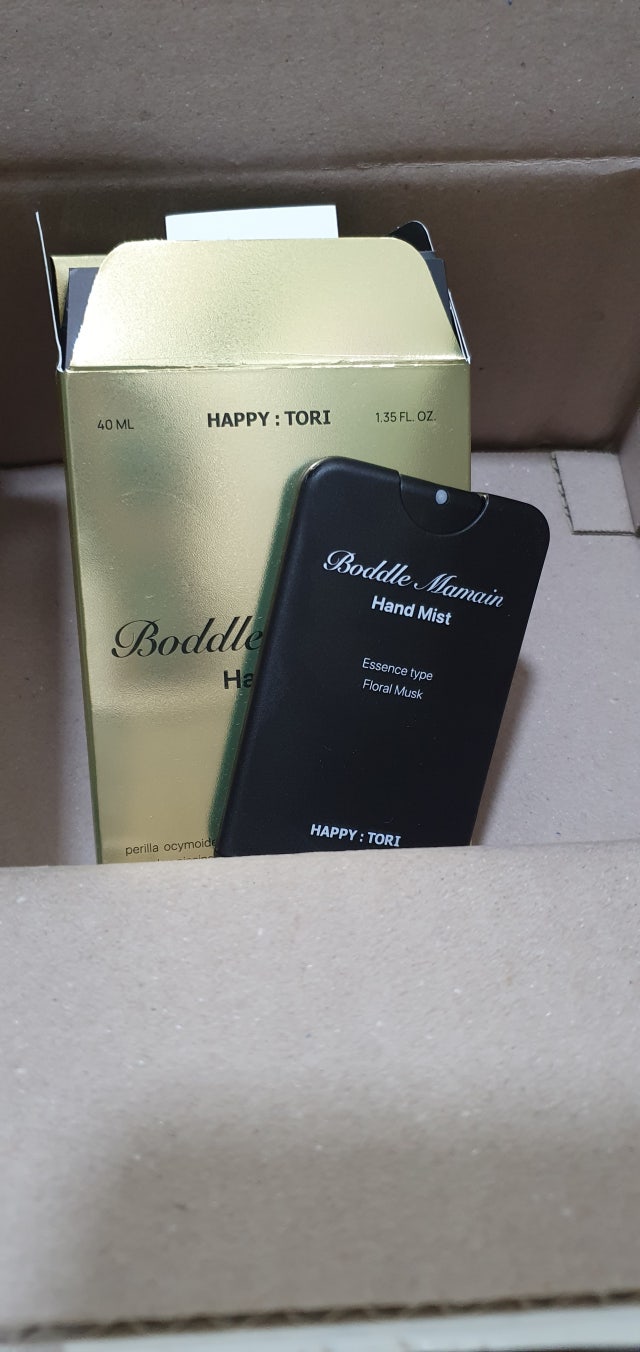 40 ML HAPPY : TORI 1.35 FL. OZ.
Boddle
Ha
perilla ocymoide
Boddle Mamain
Hand Mist
Essence type
Floral Musk
HAPPY : TORI